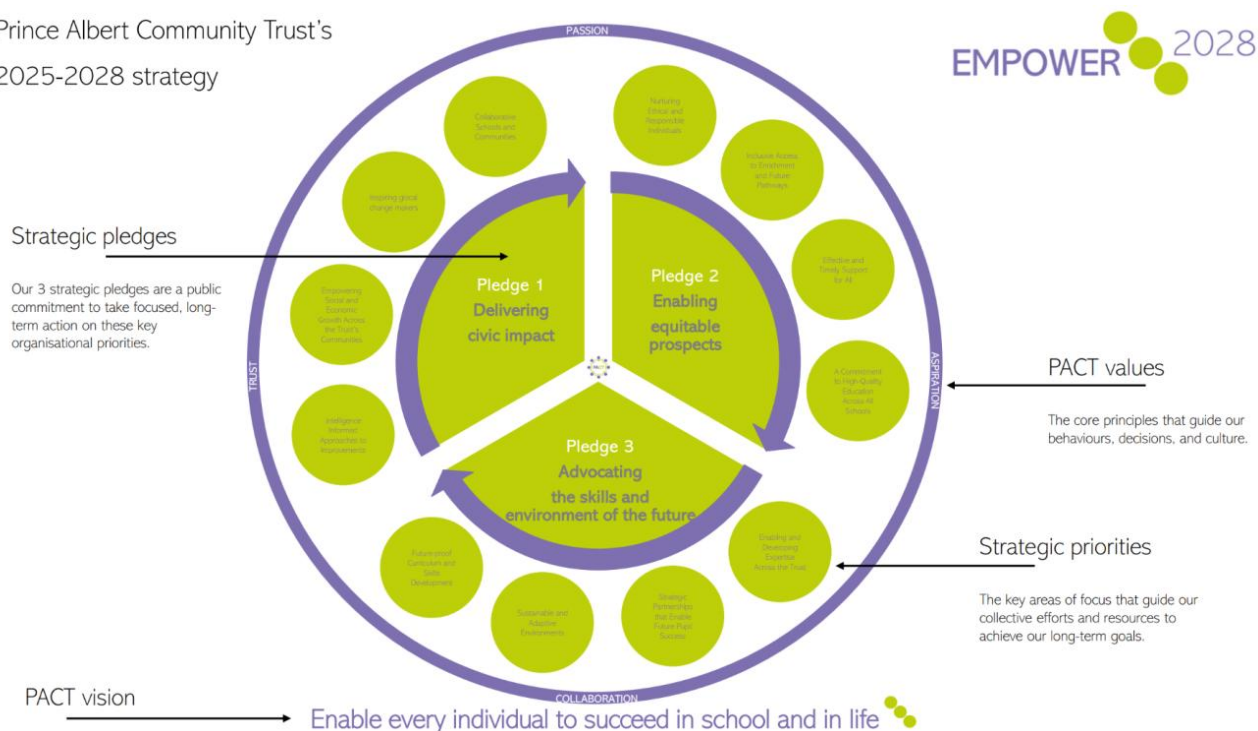 Prince Albert Community Trust's
2025-2028 strategy
EMPOWER 2028
PASSION
ASPIRATION
COLLABORATION
TRUST
Collaborative
Schools and
Communities
Inspiring global
change makers
Empowering
Social and
Economic
Growth Across
the Trust's
Communities
Intelligence
Informed
Approaches to
Improvements
Nurturing
Ethical and
Responsible
Individuals
Inclusive Access
to Enrichment
and Future
Pathways
Effective and
Timely Support
for All
A Commitment
to High-Quality
Education
Across All
Schools
Enabling and
Developing
Expertise
Across the Trust
Strategic
Partnerships
that Enable
Future Pupil
Success
Sustainable and
Adaptive
Environments
Future-proof
Curriculum and
Skills
Development
Pledge 1
Delivering
civic impact
Pledge 2
Enabling
equitable
prospects
Pledge 3
Advocating
the skills and
environment of the future
Strategic pledges
Our 3 strategic pledges are a public
commitment to take focused, long-
term action on these key
organisational priorities.
PACT values
The core principles that guide our
behaviours, decisions, and culture.
Strategic priorities
The key areas of focus that guide our
collective efforts and resources to
achieve our long-term goals.
PACT vision
Enable every individual to succeed in school and in life